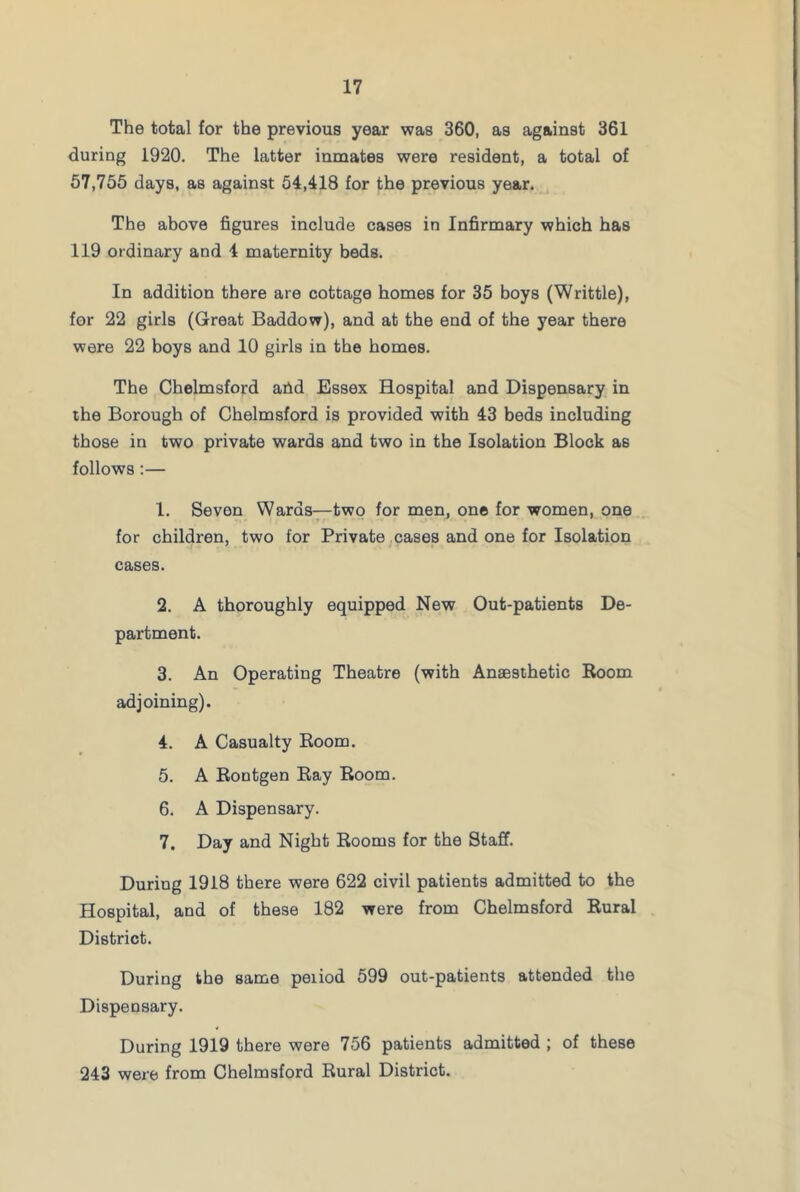 17
The total for the previous year was 360, as against 361
during 1920. The latter inmates were resident, a total of
57,755 days, as against 54,418 for the previous year.
The above figures include cases in Infirmary which has
119 ordinary and 4 maternity beds.
In addition there are cottage homes for 35 boys (Writtle),
for 22 girls (Great Baddow), and at the end of the year there
were 22 boys and 10 girls in the homes.
The Chelmsford and Essex Hospital and Dispensary in
the Borough of Chelmsford is provided with 43 beds including
those in two private wards and two in the Isolation Block as
follows :—
1. Seven Wards—two for men, one for women, one
for children, two for Private cases and one for Isolation
cases.
2. A thoroughly equipped New Out-patients De-
partment.
3. An Operating Theatre (with Anæsthetic Room
adjoining).
4. A Casualty Room.
5. A Rontgen Ray Room.
6. A Dispensary.
7. Day and Night Rooms for the Staff.
During 1918 there were 622 civil patients admitted to the
Hospital, and of these 182 were from Chelmsford Rural
District.
During the same period 599 out-patients attended the
Dispensary.
During 1919 there were 756 patients admitted ; of these
243 were from Chelmsford Rural District.